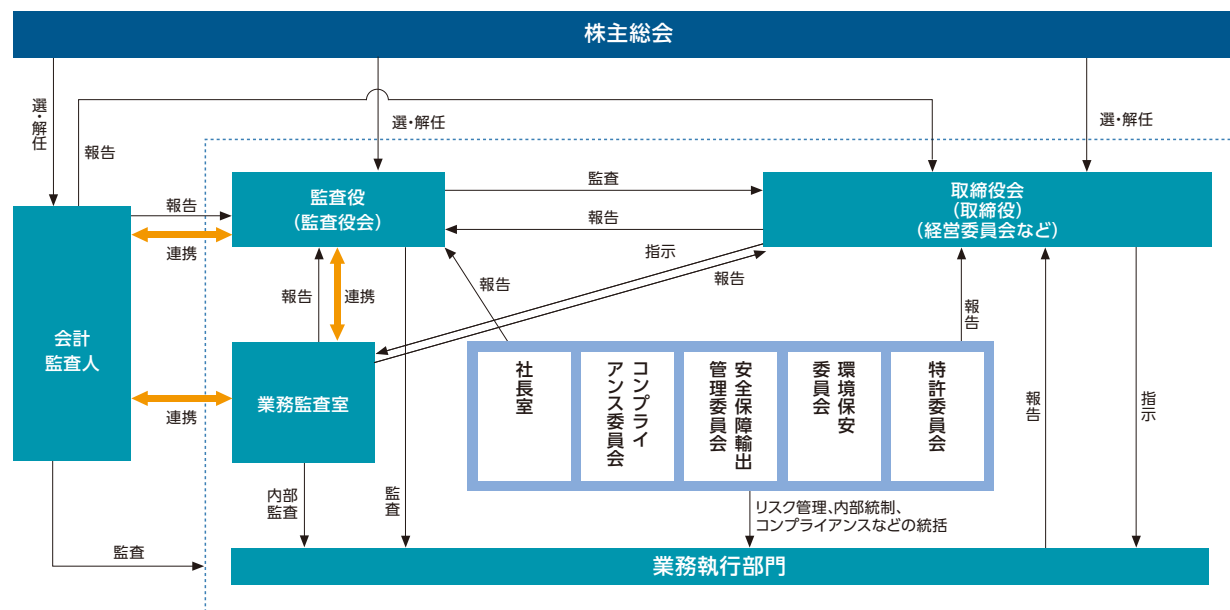 株主総会
選・解任
選・解任
選・解任
報告
監査役
（監査役会）
監査
取締役会
（取締役）
（経営委員会など）
報告
報告
連携
指示
報告
会計
監査人
報告
連携
報告
報告
業務監査室
連携
社長室
コンプライ
アンス委員会
安全保障輸出
管理委員会
環境保安
委員会
特許委員会
報告
指示
内部
監査
監査
リスク管理、内部統制、
コンプライアンスなどの統括
監査
業務執行部門